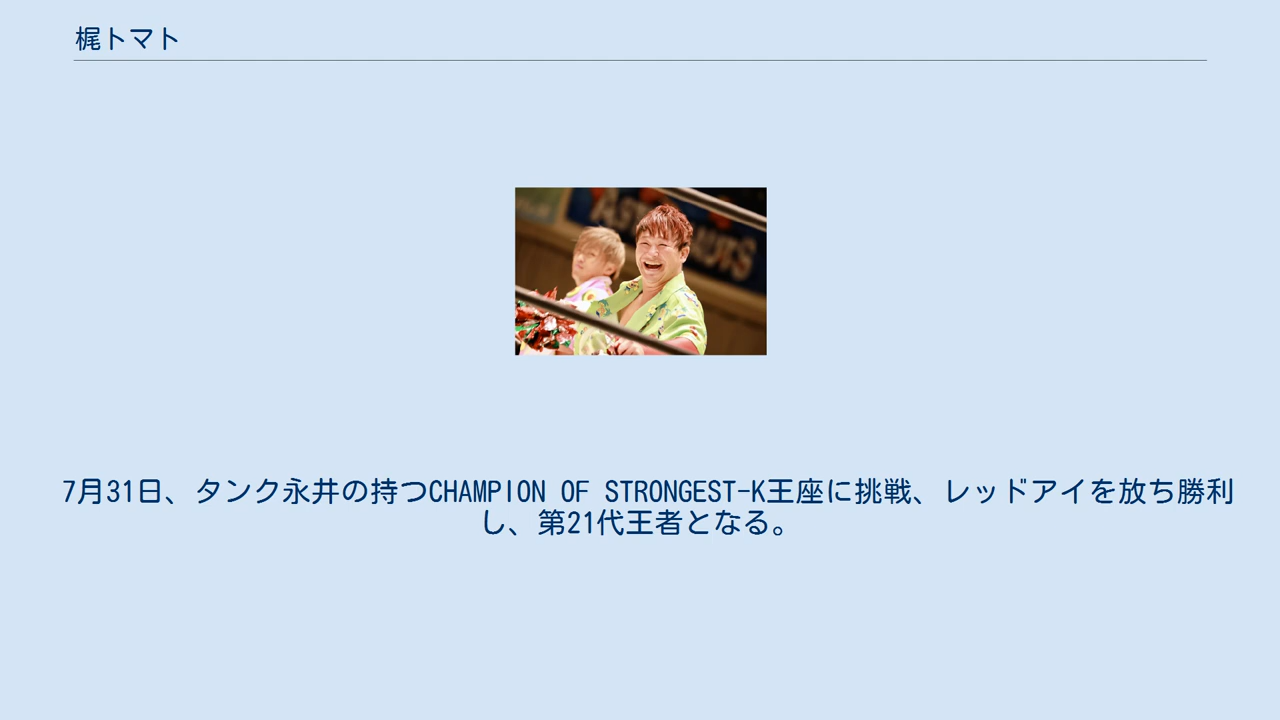 梶トマト
7月31日、タンク永井の持つCHAMPION OF STRONGEST-K王座に挑戦、レッドアイを放ち勝利
し、第21代王者となる。